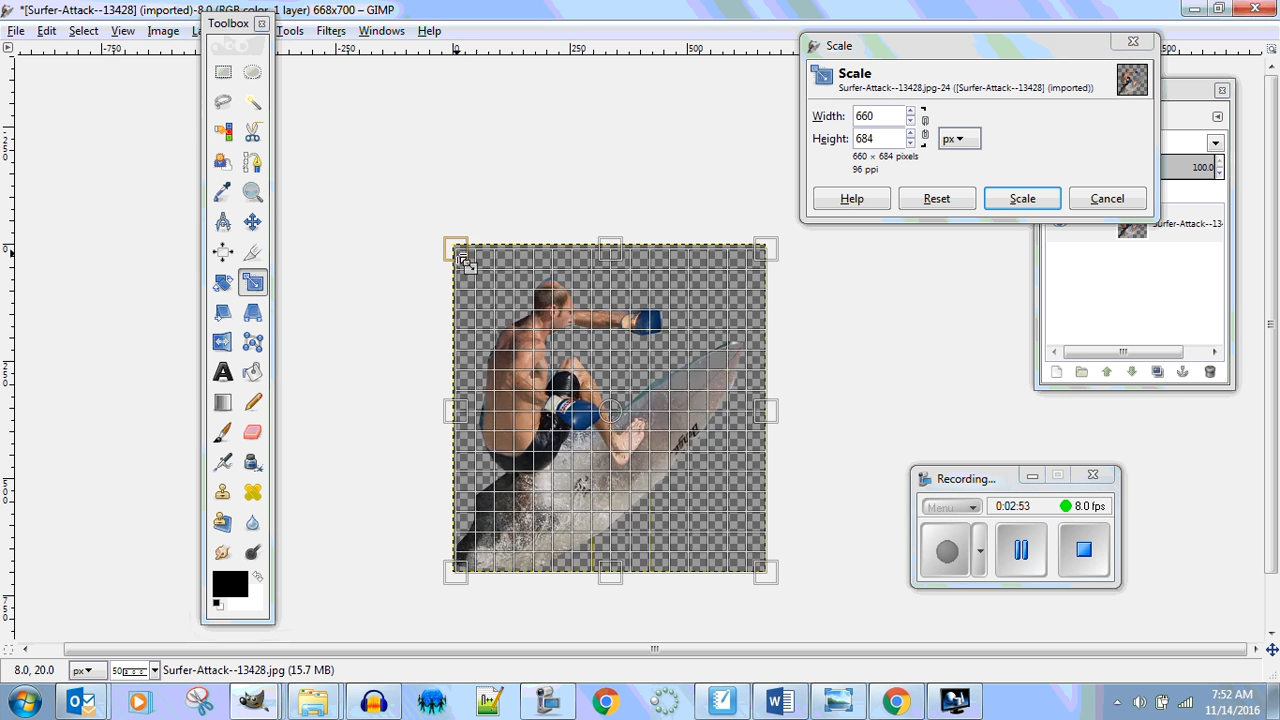 *[Surfer-Attack--13428] (imported)-8.0 (RGB color, 1 layer) 668x700 – GIMP
File Edit Select View Image La Tools Filters Windows Help
Toolbox
-750 -250 0 250 500
Scale
Scale
Surfer-Attack--13428.jpg-24 ([Surfer-Attack--13428] (imported))
Width: 660
Height: 684 px
660 × 684 pixels
96 ppi
Help Reset Scale Cancel
100.0
Surfer-Attack--13
Recording...
Menu 0:02:53 8.0 fps
8.0, 20.0 px Surfer-Attack--13428.jpg (15.7 MB)
7:52 AM
11/14/2016